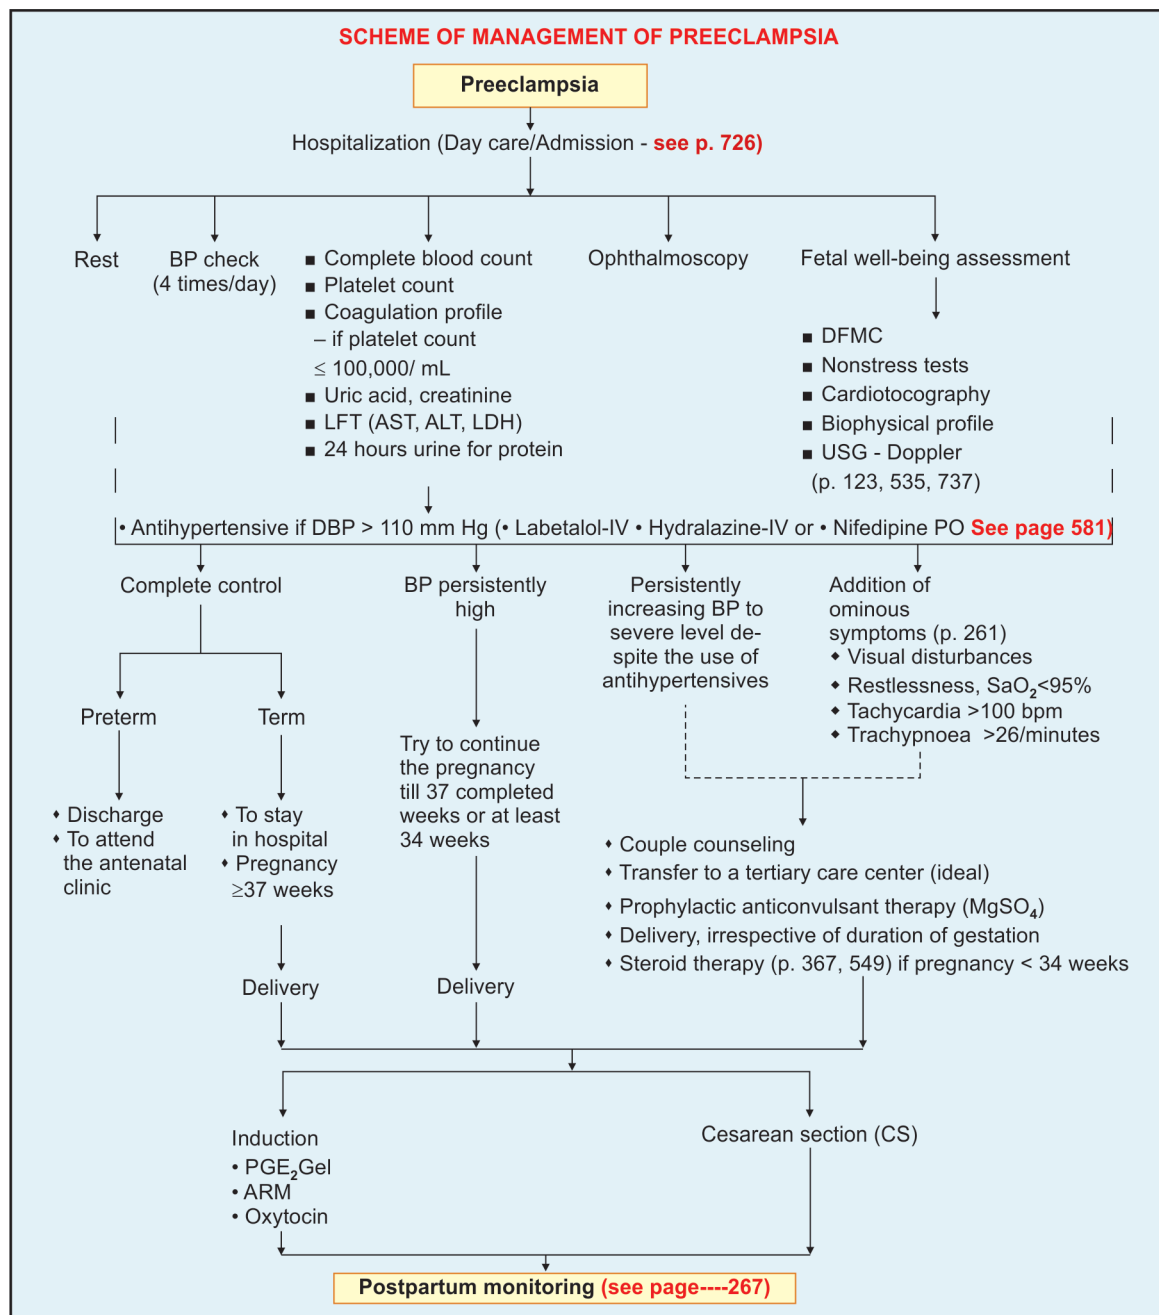 SCHEME OF MANAGEMENT OF PREECLAMPSIA
Preeclampsia
Hospitalization (Day care/Admission - see p. 726)
Rest
BP check
(4 times/day)
■ Complete blood count
■ Platelet count
■ Coagulation profile
– if platelet count
≤ 100,000/ mL
■ Uric acid, creatinine
■ LFT (AST, ALT, LDH)
■ 24 hours urine for protein
Ophthalmoscopy
Fetal well-being assessment
■ DFMC
■ Nonstress tests
■ Cardiotocography
■ Biophysical profile
■ USG - Doppler
(p. 123, 535, 737)
• Antihypertensive if DBP > 110 mm Hg (• Labetalol-IV • Hydralazine-IV or • Nifedipine PO See page 581)
Complete control
Preterm
♦ Discharge
♦ To attend
the antenatal
clinic
Term
♦ To stay
in hospital
♦ Pregnancy
≥37 weeks
Delivery
BP persistently
high
Try to continue
the pregnancy
till 37 completed
weeks or at least
34 weeks
Delivery
Persistently
increasing BP to
severe level de-
spite the use of
antihypertensives
Addition of
ominous
symptoms (p. 261)
♦ Visual disturbances
♦ Restlessness, SaO₂<95%
♦ Tachycardia >100 bpm
♦ Trachypnoea >26/minutes
♦ Couple counseling
♦ Transfer to a tertiary care center (ideal)
♦ Prophylactic anticonvulsant therapy (MgSO₄)
♦ Delivery, irrespective of duration of gestation
♦ Steroid therapy (p. 367, 549) if pregnancy < 34 weeks
Induction
• PGE₂Gel
• ARM
• Oxytocin
Cesarean section (CS)
Postpartum monitoring (see page----267)